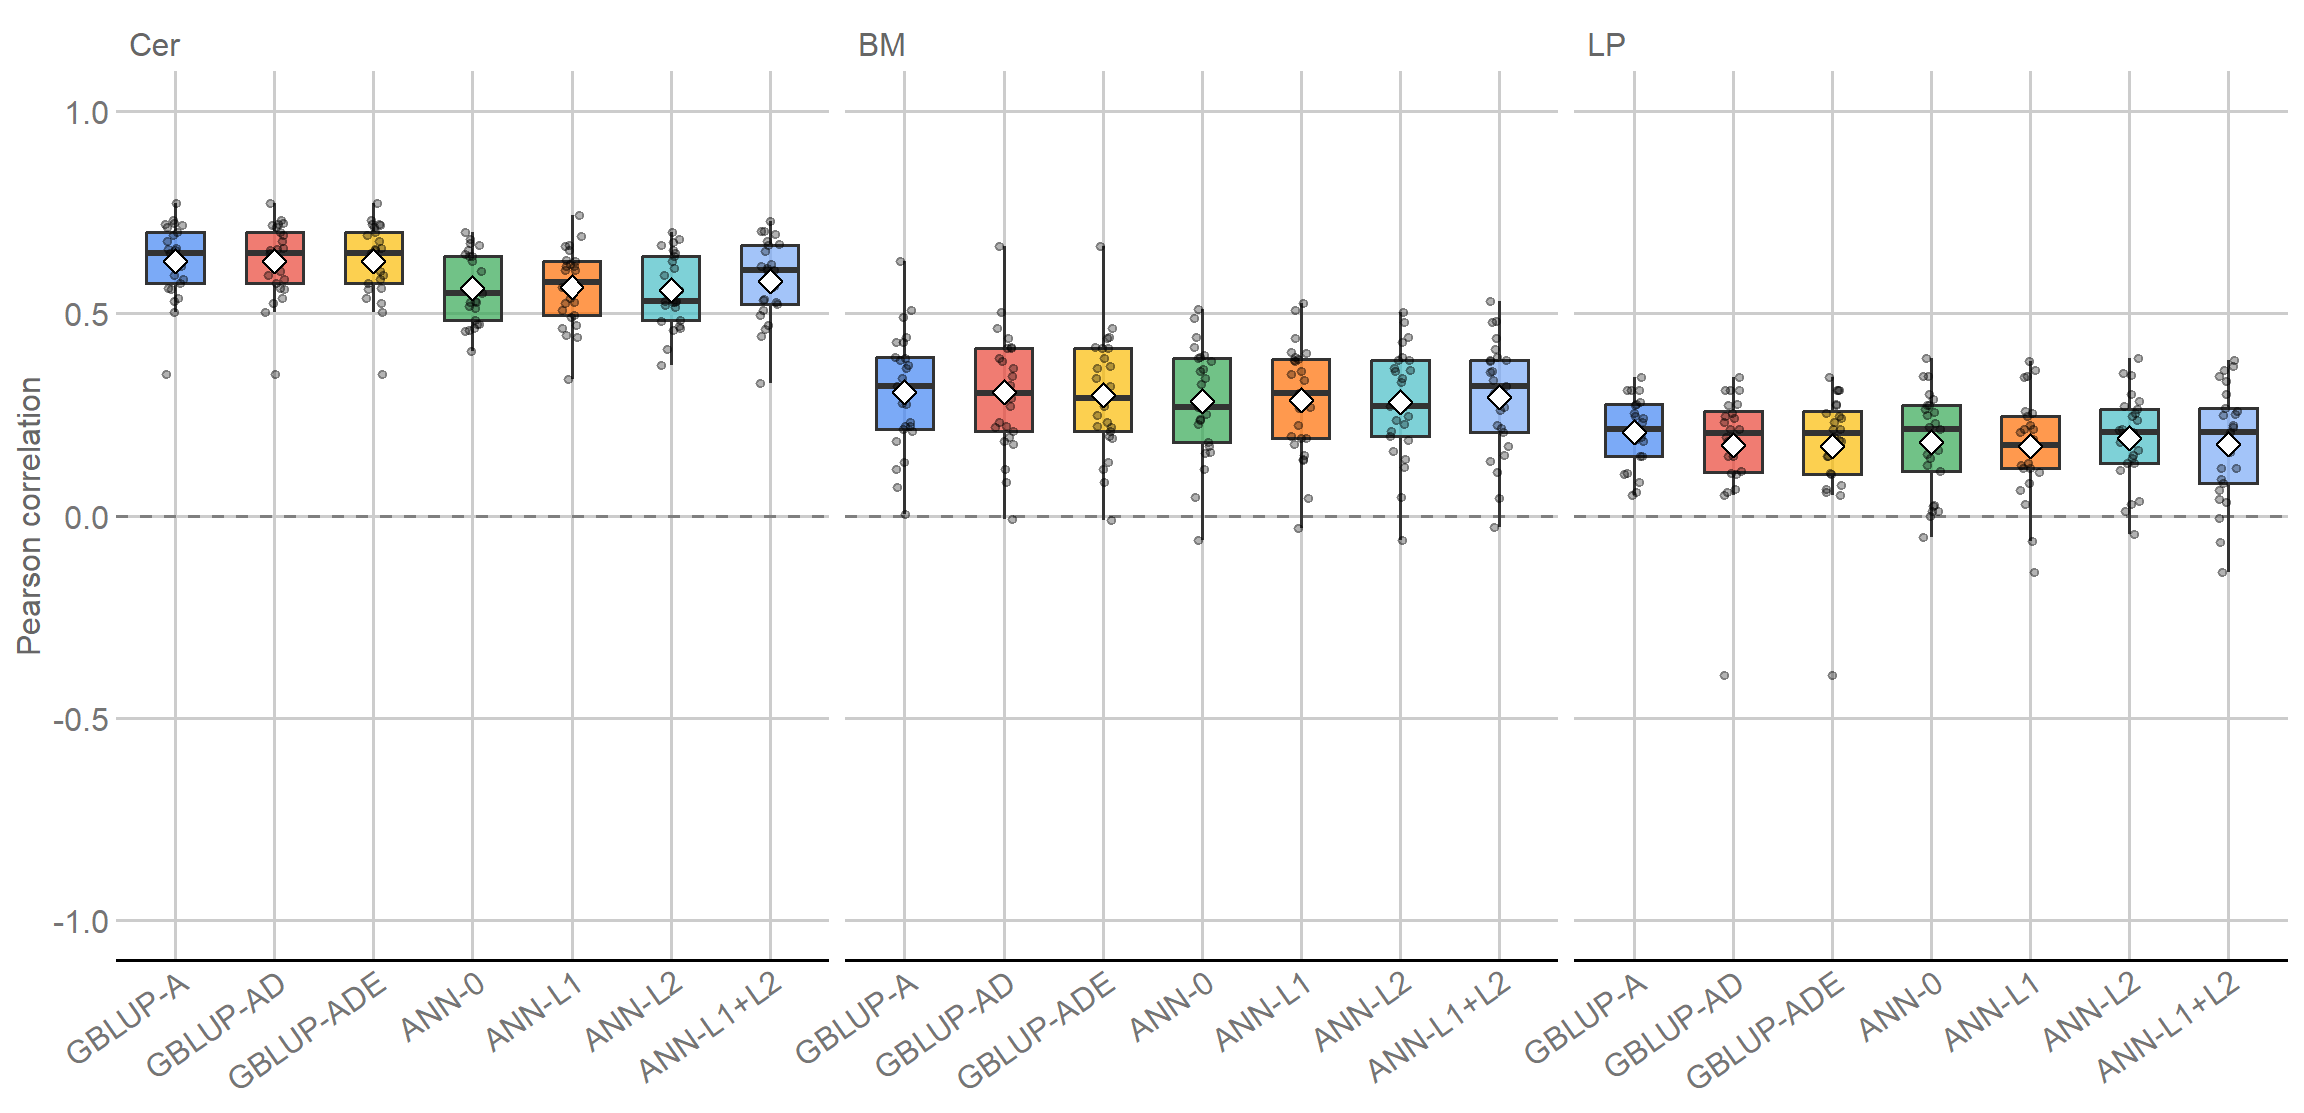 Cer
BM
LP
Pearson correlation
1.0
0.5
0.0
-0.5
-1.0
GBLUP-A
GBLUP-AD
GBLUP-ADE
ANN-0
ANN-L1
ANN-L2
ANN-L1+L2
GBLUP-A
GBLUP-AD
GBLUP-ADE
ANN-0
ANN-L1
ANN-L2
ANN-L1+L2
GBLUP-A
GBLUP-AD
GBLUP-ADE
ANN-0
ANN-L1
ANN-L2
ANN-L1+L2